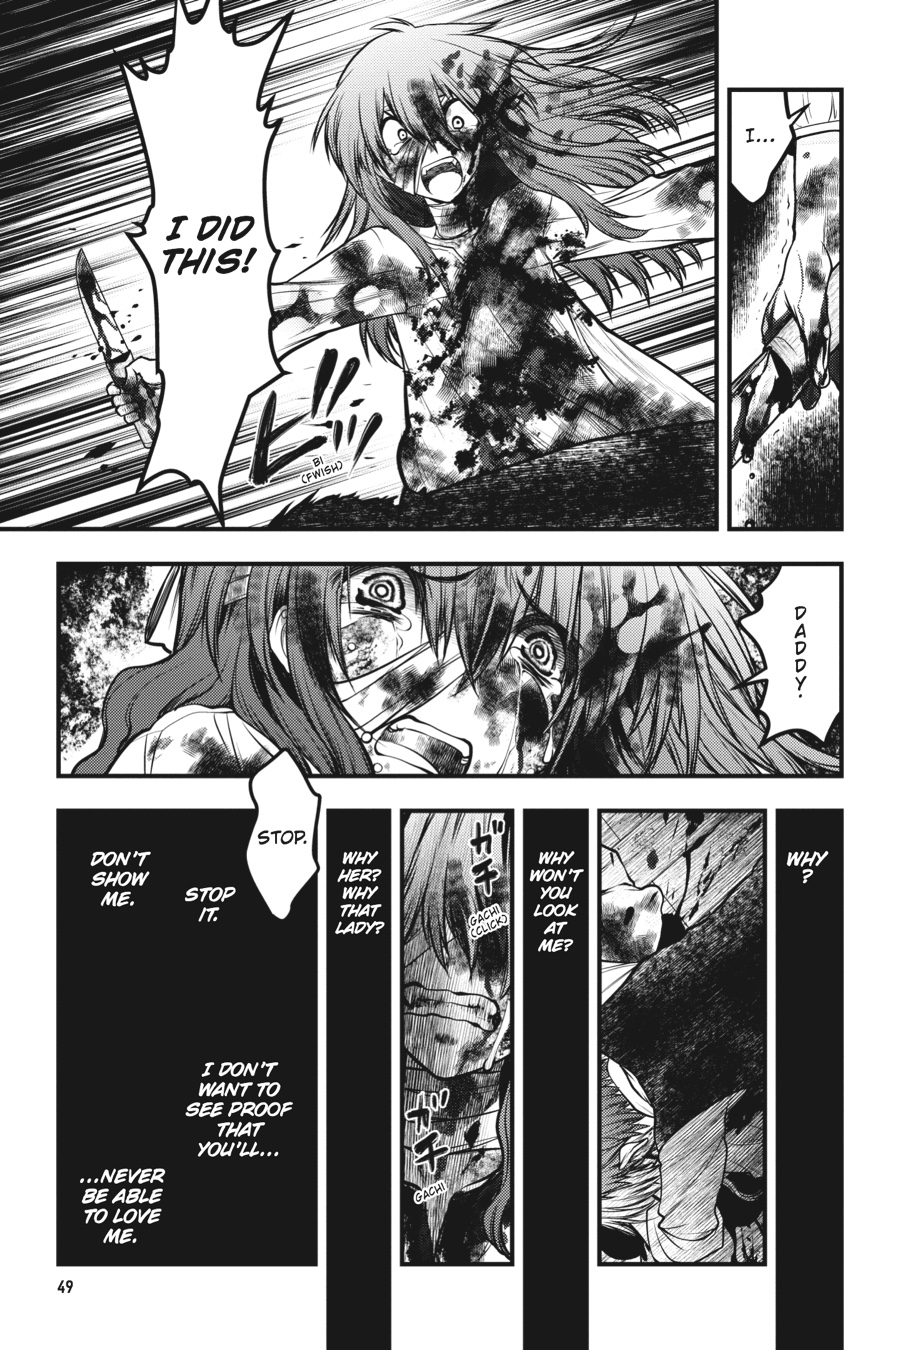 I...
I DID
THIS!
ビッ
BI
(FWISH)
DADDY.
WHY
?
WHY
WON'T
YOU
LOOK
AT
ME?
ガチ
GACHI
(CLICK)
ガチ
GACHI
WHY
HER?
WHY
THAT
LADY?
STOP.
STOP
IT.
DON'T
SHOW
ME.
I DON'T
WANT TO
SEE PROOF
THAT
YOU'LL...
...NEVER
BE ABLE
TO LOVE
ME.
49